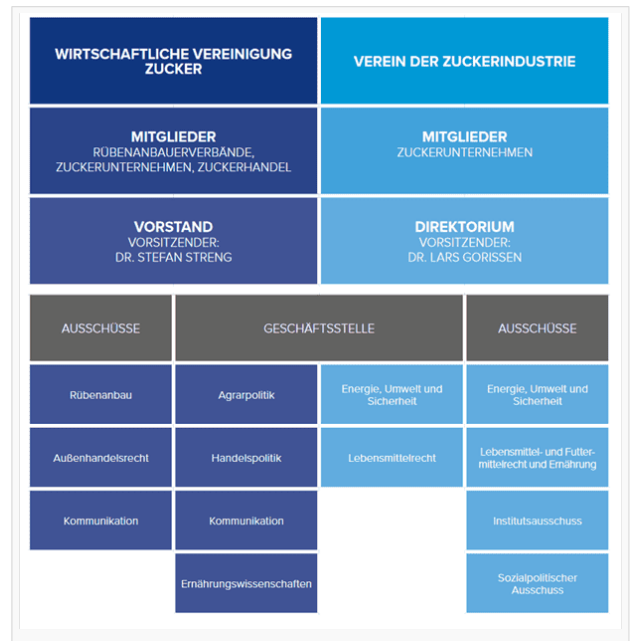 WIRTSCHAFTLICHE VEREINIGUNG
ZUCKER
VEREIN DER ZUCKERINDUSTRIE
MITGLIEDER
RÜBENANBAUERVERBÄNDE,
ZUCKERUNTERNEHMEN, ZUCKERHANDEL
MITGLIEDER
ZUCKERUNTERNEHMEN
VORSTAND
VORSITZENDER:
DR. STEFAN STRENG
DIREKTORIUM
VORSITZENDER:
DR. LARS GORISSEN
AUSSCHÜSSE
GESCHÄFTSSTELLE
AUSSCHÜSSE
Rübenanbau
Agrarpolitik
Energie, Umwelt und
Sicherheit
Energie, Umwelt und
Sicherheit
Außenhandelsrecht
Handelspolitik
Lebensmittelrecht
Lebensmittel- und Futter-
mittelrecht und Ernährung
Kommunikation
Kommunikation
Institutsausschuss
Ernährungswissenschaften
Sozialpolitischer
Ausschuss